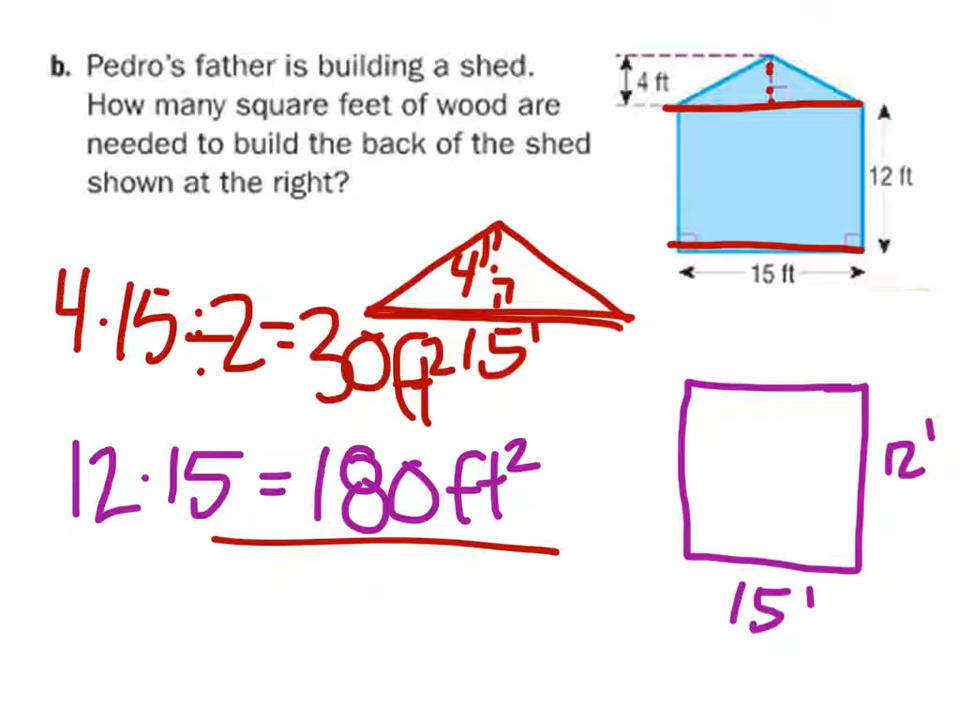 b. Pedro's father is building a shed.
How many square feet of wood are
needed to build the back of the shed
shown at the right?
4 ft
12 ft
15 ft
4'
15'
4·15÷2=30ft²
12·15=180ft²
12'
15'